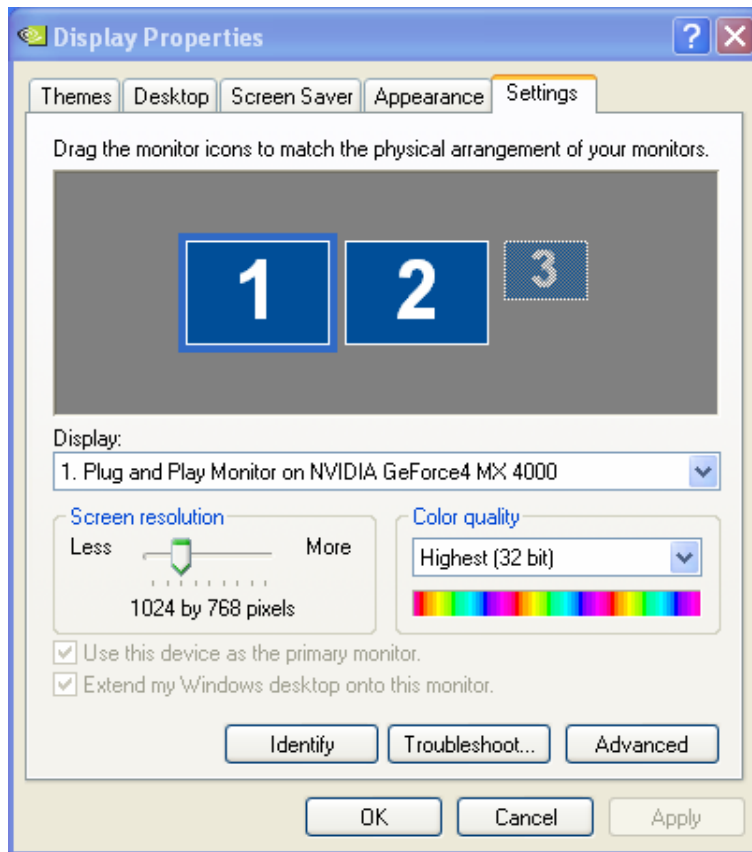 Display Properties
Themes Desktop Screen Saver Appearance Settings
Drag the monitor icons to match the physical arrangement of your monitors.
1 2 3
Display:
1. Plug and Play Monitor on NVIDIA GeForce4 MX 4000
Screen resolution
Less More
1024 by 768 pixels
Color quality
Highest (32 bit)
Use this device as the primary monitor.
Extend my Windows desktop onto this monitor.
Identify Troubleshoot... Advanced
OK Cancel Apply